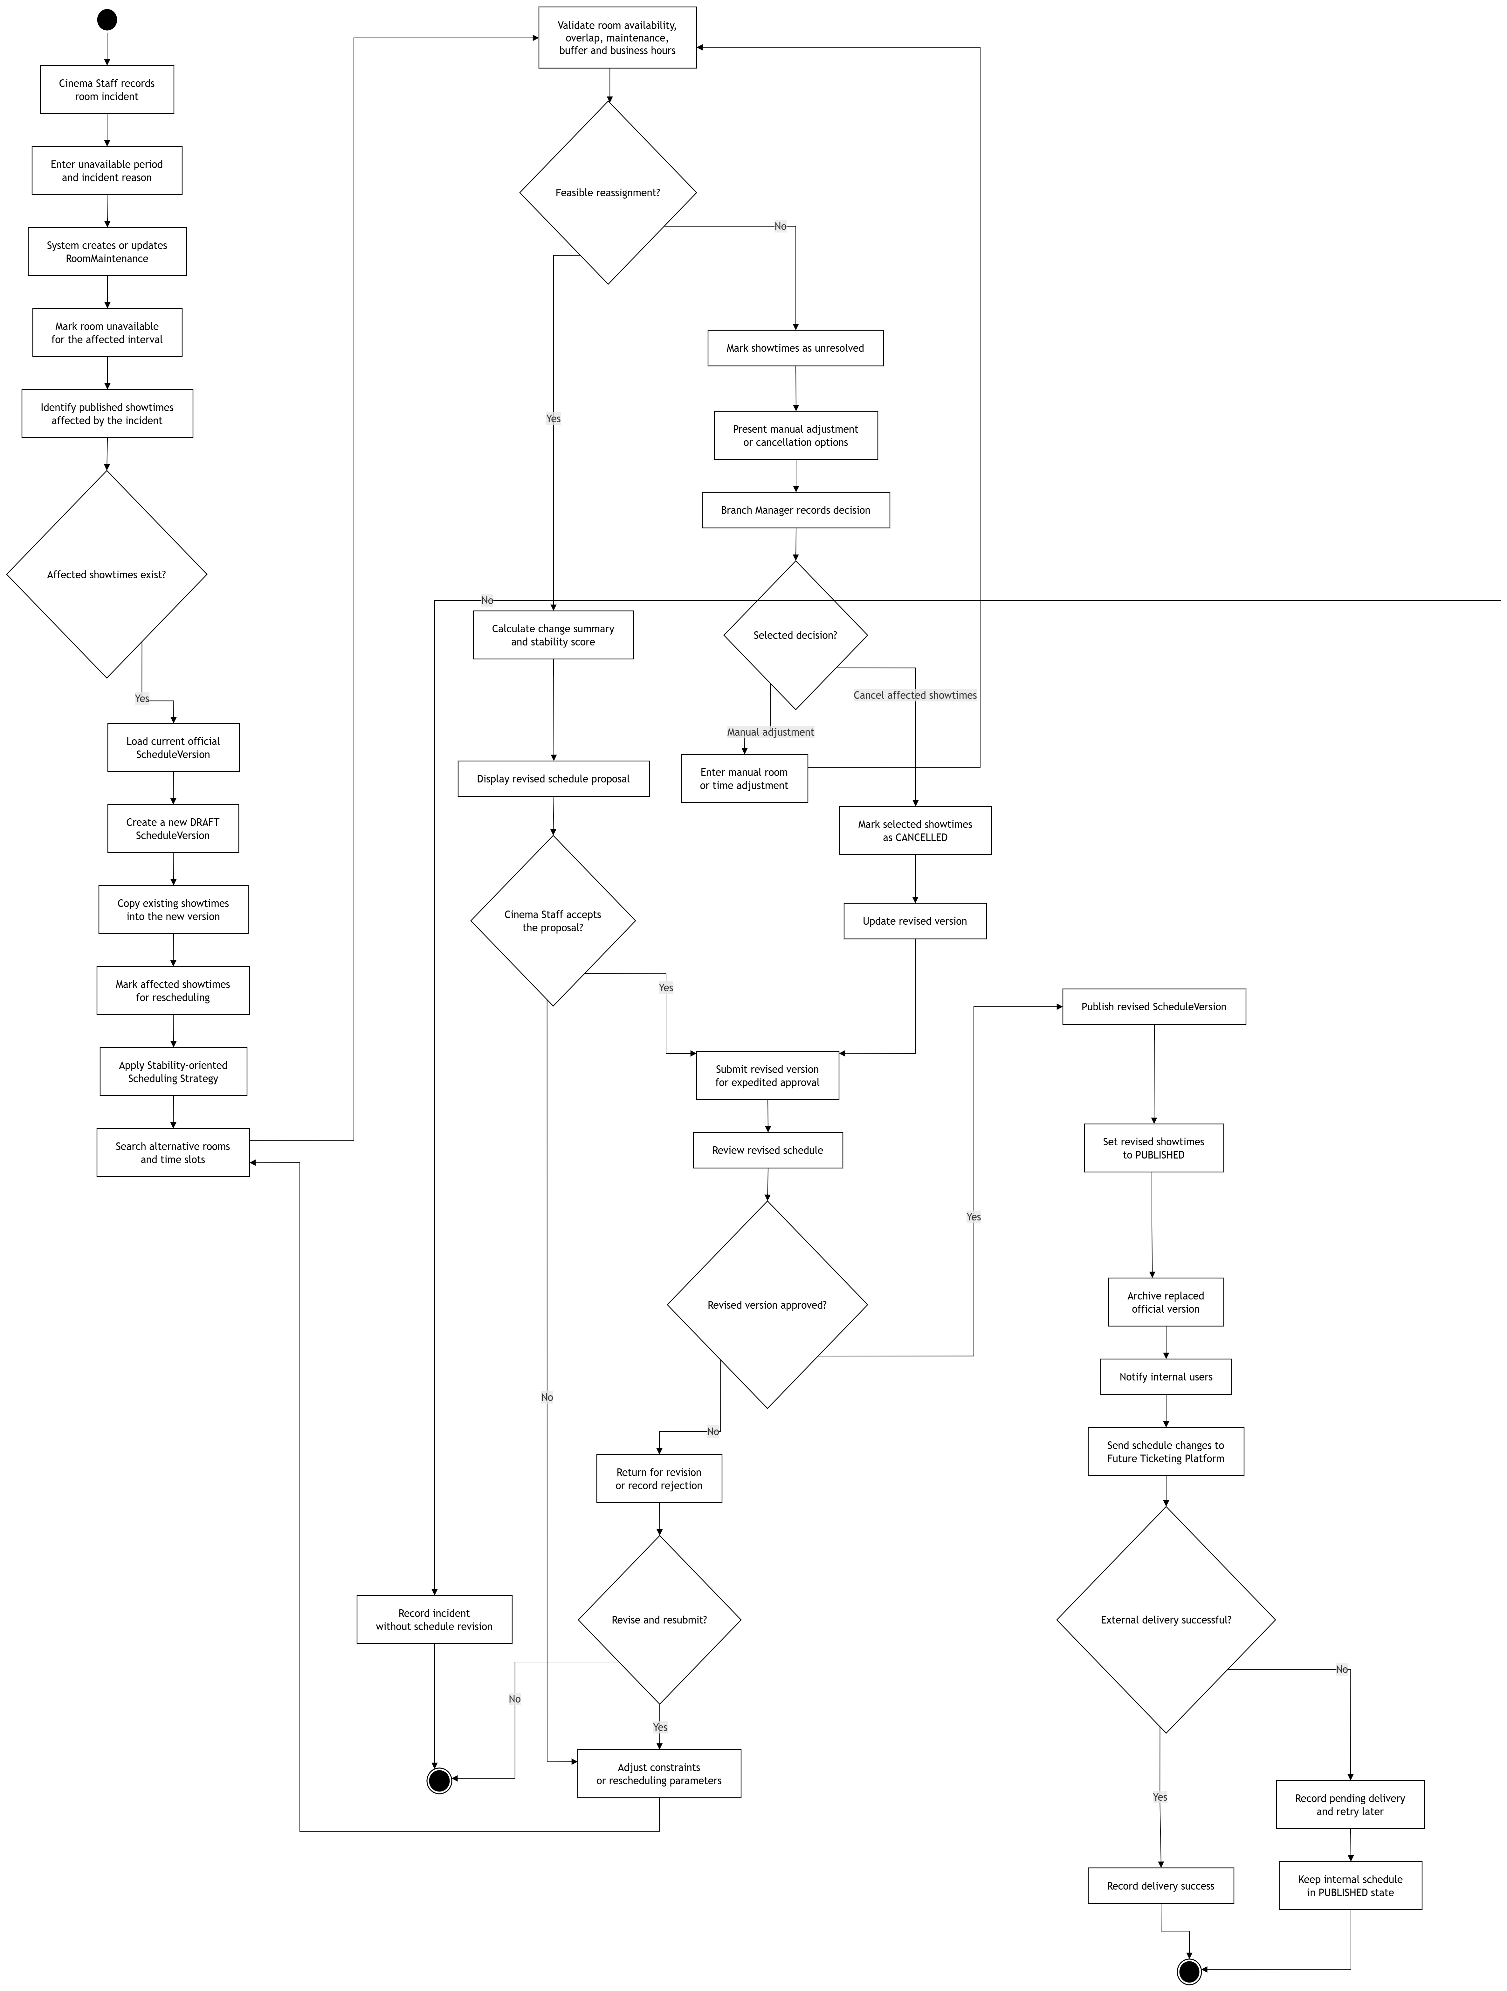 Cinema Staff records
room incident
Enter unavailable period
and incident reason
System creates or updates
RoomMaintenance
Mark room unavailable
for the affected interval
Identify published showtimes
affected by the incident
Affected showtimes exist?
Yes
Load current official
ScheduleVersion
Create a new DRAFT
ScheduleVersion
Copy existing showtimes
into the new version
Mark affected showtimes
for rescheduling
Apply Stability-oriented
Scheduling Strategy
Search alternative rooms
and time slots
Validate room availability,
overlap, maintenance,
buffer and business hours
Feasible reassignment?
No
Yes
Mark showtimes as unresolved
Present manual adjustment
or cancellation options
Branch Manager records decision
No
Selected decision?
Calculate change summary
and stability score
Cancel affected showtimes
Manual adjustment
Display revised schedule proposal
Enter manual room
or time adjustment
Mark selected showtimes
as CANCELLED
Cinema Staff accepts
the proposal?
Update revised version
Yes
Submit revised version
for expedited approval
Review revised schedule
Revised version approved?
Yes
No
No
Return for revision
or record rejection
Record incident
without schedule revision
Revise and resubmit?
No
Yes
Adjust constraints
or rescheduling parameters
Publish revised ScheduleVersion
Set revised showtimes
to PUBLISHED
Archive replaced
official version
Notify internal users
Send schedule changes to
Future Ticketing Platform
External delivery successful?
No
Yes
Record pending delivery
and retry later
Record delivery success
Keep internal schedule
in PUBLISHED state